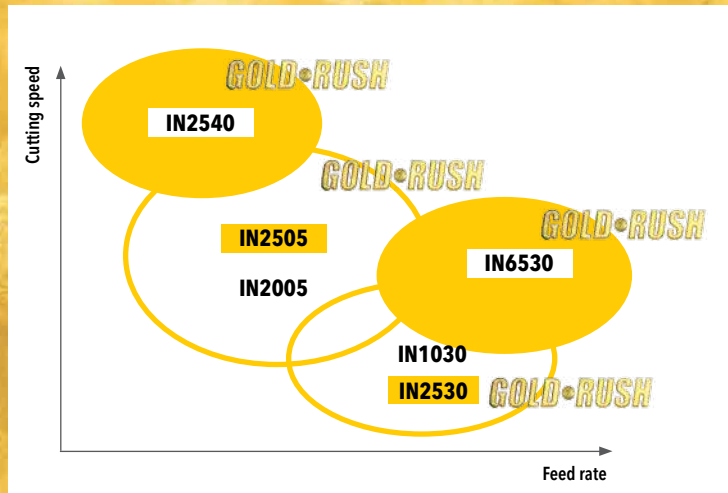 GOLD•RUSH
Cutting speed
IN2540
GOLD•RUSH
IN2505
GOLD•RUSH
IN6530
IN2005
IN1030
IN2530
GOLD•RUSH
Feed rate